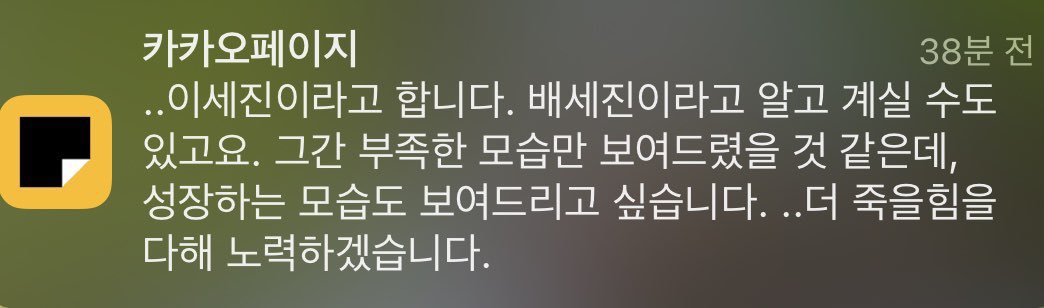 카카오페이지
38분 전
..이세진이라고 합니다. 배세진이라고 알고 계실 수도
있고요. 그간 부족한 모습만 보여드렸을 것 같은데,
성장하는 모습도 보여드리고 싶습니다. ..더 죽을힘을
다해 노력하겠습니다.